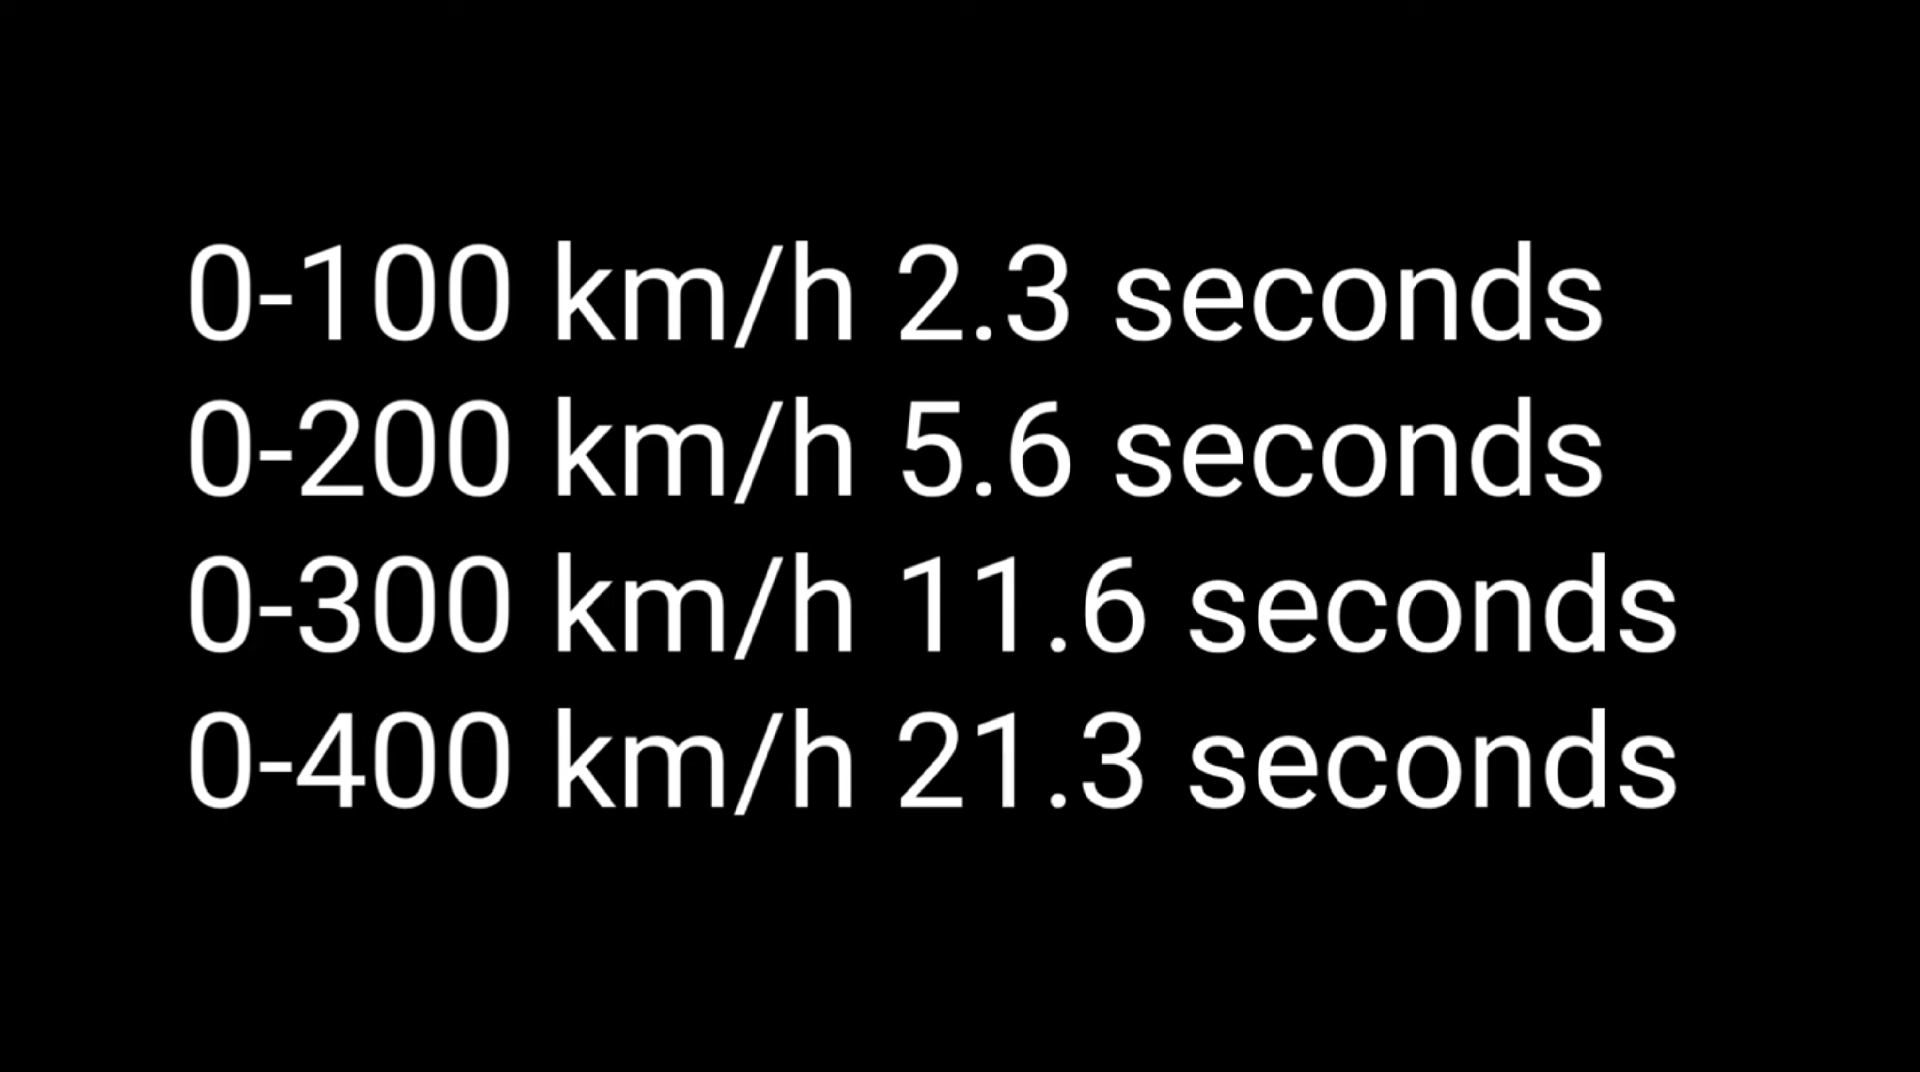 0-100 km/h 2.3 seconds
0-200 km/h 5.6 seconds
0-300 km/h 11.6 seconds
0-400 km/h 21.3 seconds